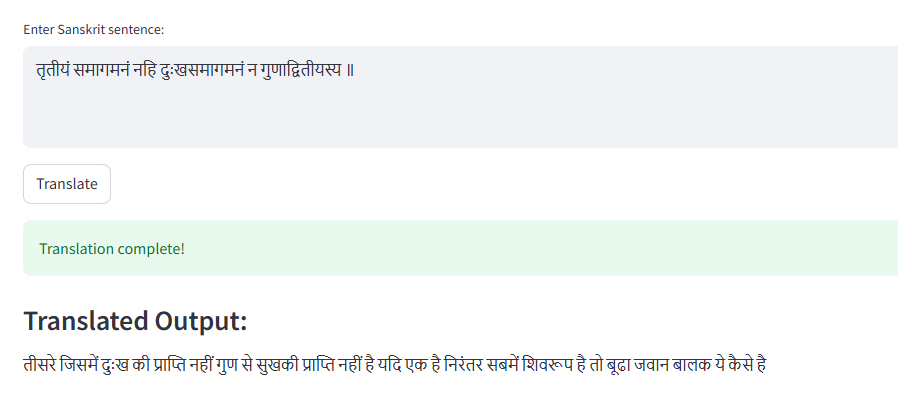 Enter Sanskrit sentence:
तृतीयं समागमनं नहि दुःखसमागमनं न गुणाद्वितीयस्य ॥
Translate
Translation complete!
Translated Output:
तीसरे जिसमें दुःख की प्राप्ति नहीं गुण से सुखकी प्राप्ति नहीं है यदि एक है निरंतर सबमें शिवरूप है तो बूढा जवान बालक ये कैसे है